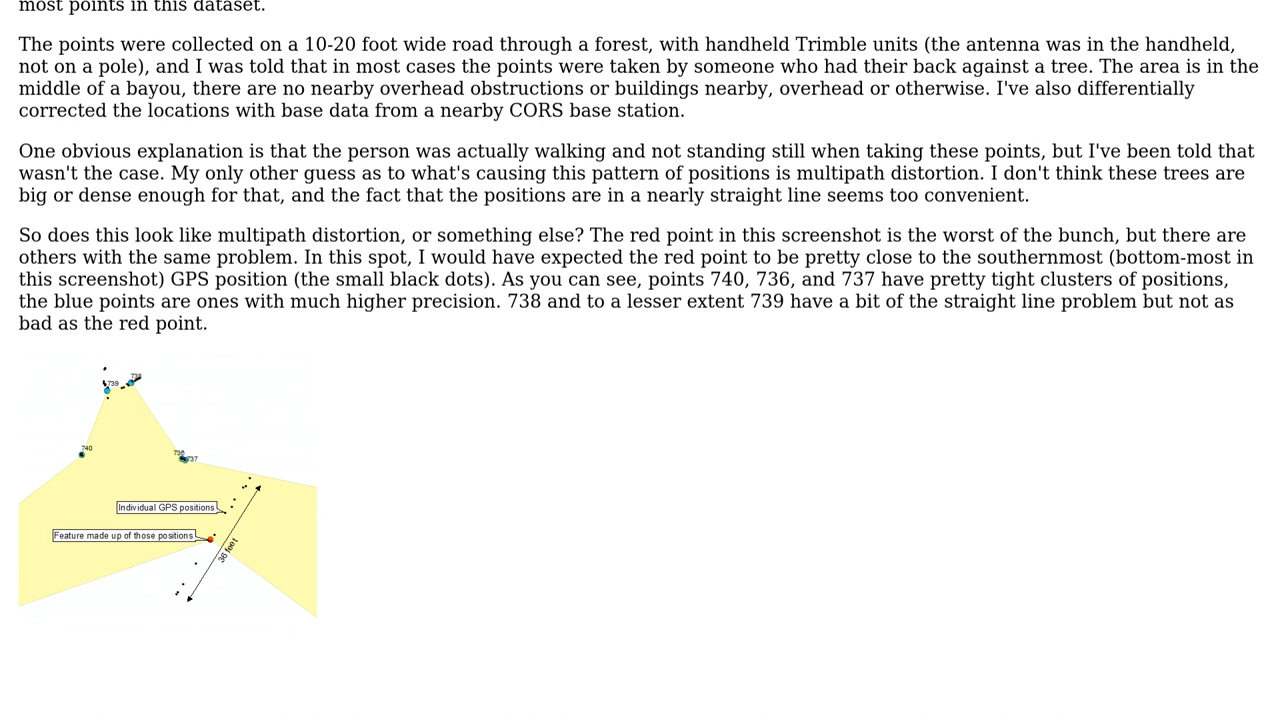 most points in this dataset.
The points were collected on a 10-20 foot wide road through a forest, with handheld Trimble units (the antenna was in the handheld,
not on a pole), and I was told that in most cases the points were taken by someone who had their back against a tree. The area is in the
middle of a bayou, there are no nearby overhead obstructions or buildings nearby, overhead or otherwise. I've also differentially
corrected the locations with base data from a nearby CORS base station.
One obvious explanation is that the person was actually walking and not standing still when taking these points, but I've been told that
wasn't the case. My only other guess as to what's causing this pattern of positions is multipath distortion. I don't think these trees are
big or dense enough for that, and the fact that the positions are in a nearly straight line seems too convenient.
So does this look like multipath distortion, or something else? The red point in this screenshot is the worst of the bunch, but there are
others with the same problem. In this spot, I would have expected the red point to be pretty close to the southernmost (bottom-most in
this screenshot) GPS position (the small black dots). As you can see, points 740, 736, and 737 have pretty tight clusters of positions,
the blue points are ones with much higher precision. 738 and to a lesser extent 739 have a bit of the straight line problem but not as
bad as the red point.
738
739
740
736
737
Individual GPS positions
Feature made up of those positions
36 feet